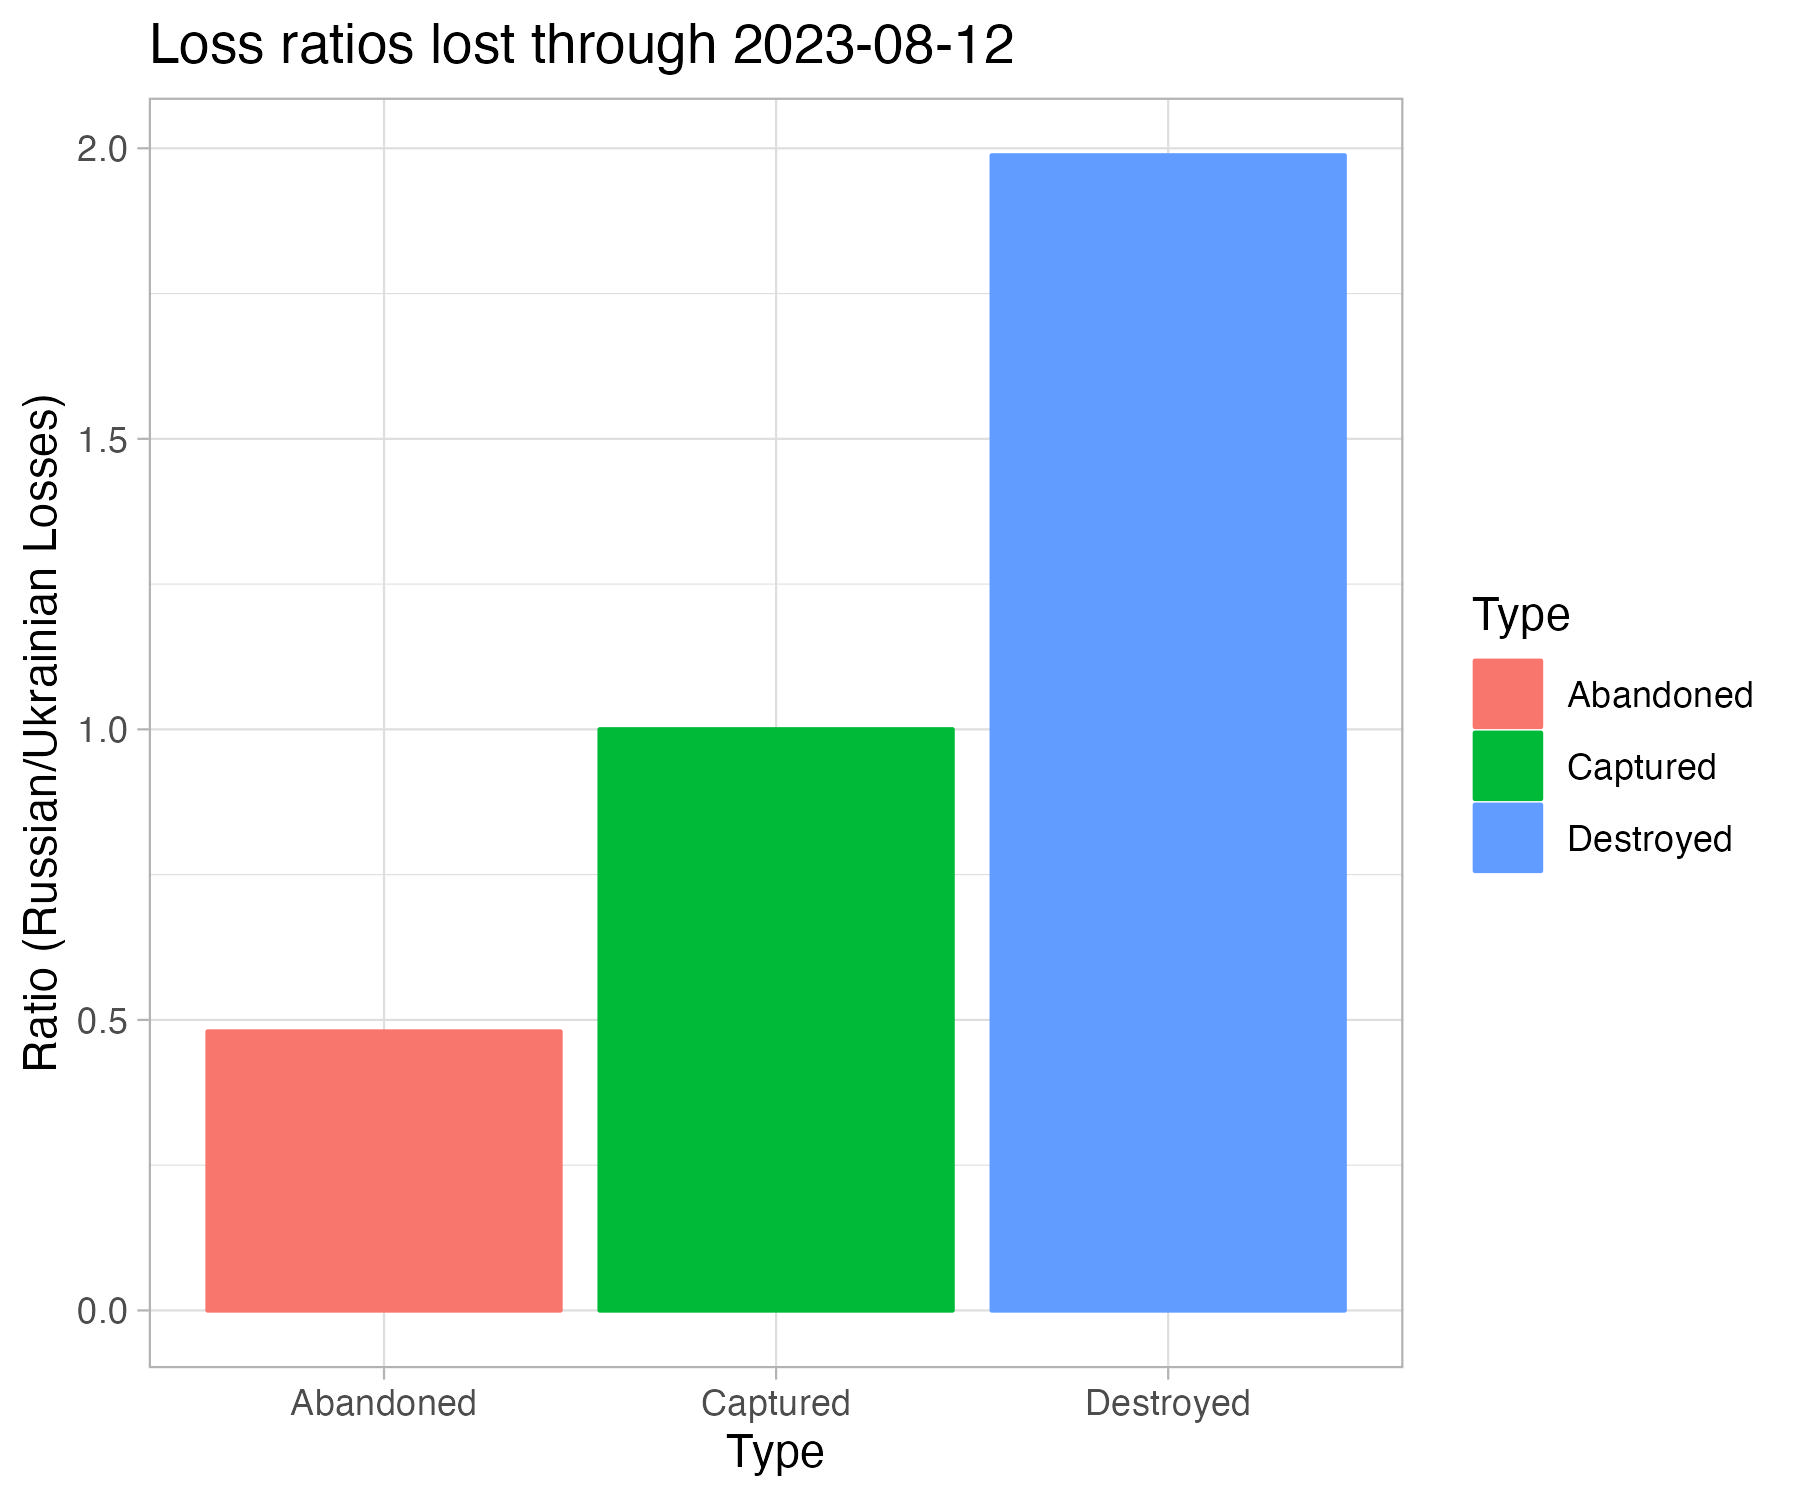 Loss ratios lost through 2023-08-12
Ratio (Russian/Ukrainian Losses)
2.0
1.5
1.0
0.5
0.0
Abandoned
Captured
Destroyed
Type
Type
Abandoned
Captured
Destroyed